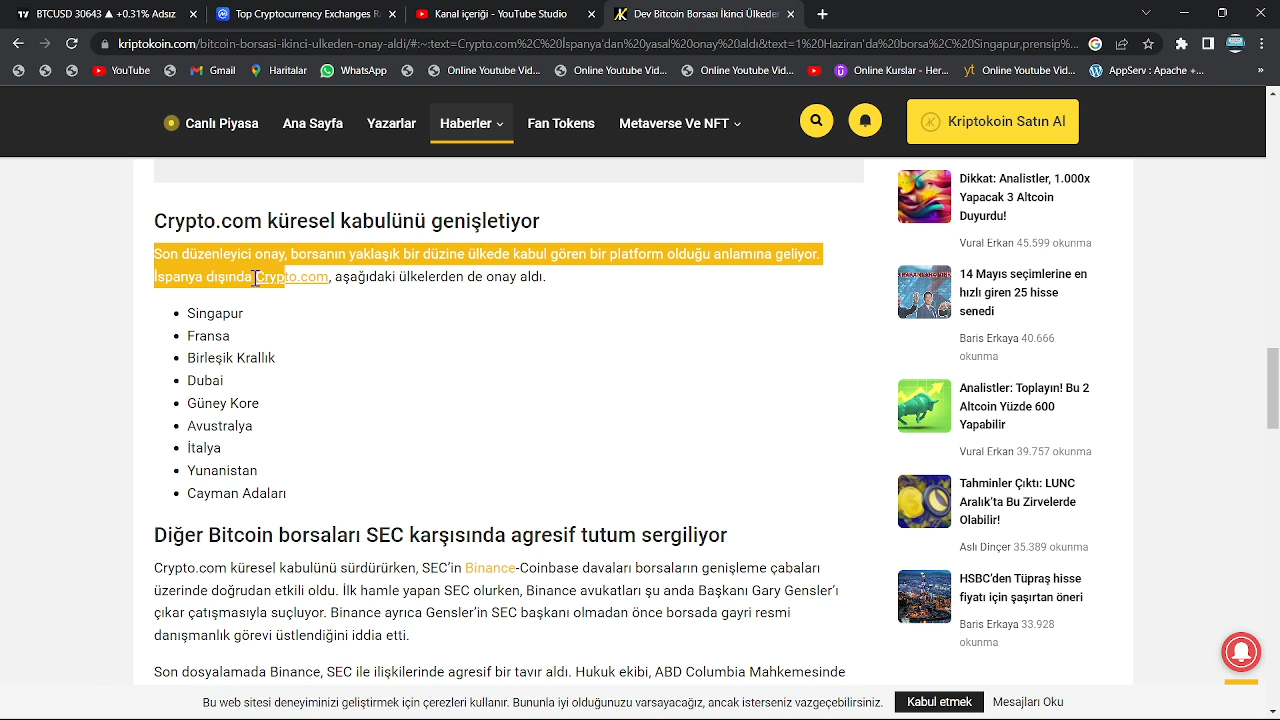 BTCUSD 30643 ▲ +0.31% Adsız
Top Cryptocurrency Exchanges R
Kanal içeriği - YouTube Studio
Dev Bitcoin Borsası İkinci Ülkeden
kriptokoin.com/bitcoin-borsasi-ikinci-ulkeden-onay-aldi/#:~:text=Crypto.com%2C%20İspanya'dan%20yasal%20onay%20aldı&text=1%20Haziran'da%20borsa%2C%20Singapur,prensip%...
YouTube
Gmail
Haritalar
WhatsApp
Online Youtube Vid...
Online Youtube Vid...
Online Youtube Vid...
Online Kurslar - Her...
Online Youtube Vid...
AppServ : Apache +...
»
Canlı Piyasa
Ana Sayfa
Yazarlar
Haberler
Fan Tokens
Metaverse Ve NFT
Kriptokoin Satın Al
Crypto.com küresel kabulünü genişletiyor
Son düzenleyici onay, borsanın yaklaşık bir düzine ülkede kabul gören bir platform olduğu anlamına geliyor.
İspanya dışında Crypto.com, aşağıdaki ülkelerden de onay aldı.
• Singapur
• Fransa
• Birleşik Krallık
• Dubai
• Güney Kore
• Avustralya
• İtalya
• Yunanistan
• Cayman Adaları
Diğer Bitcoin borsaları SEC karşısında agresif tutum sergiliyor
Crypto.com küresel kabulünü sürdürürken, SEC'in Binance-Coinbase davaları borsaların genişleme çabaları
üzerinde doğrudan etkili oldu. İlk hamle yapan SEC olurken, Binance avukatları şu anda Başkanı Gary Gensler'ı
çıkar çatışmasıyla suçluyor. Binance ayrıca Gensler'in SEC başkanı olmadan önce borsada gayri resmi
danışmanlık görevi üstlendiğini iddia etti.
Son dosyalamada Binance, SEC ile ilişkilerinde agresif bir tavır aldı. Hukuk ekibi, ABD Columbia Mahkemesinde
Dikkat: Analistler, 1.000x
Yapacak 3 Altcoin
Duyurdu!
Vural Erkan 45.599 okunma
14 Mayıs seçimlerine en
hızlı giren 25 hisse
senedi
Baris Erkaya 40.666
okunma
Analistler: Toplayın! Bu 2
Altcoin Yüzde 600
Yapabilir
Vural Erkan 39.757 okunma
Tahminler Çıktı: LUNC
Aralık'ta Bu Zirvelerde
Olabilir!
Aslı Dinçer 35.389 okunma
HSBC'den Tüpraş hisse
fiyatı için şaşırtan öneri
Baris Erkaya 33.928
okunma
Deneyiminizi geliştirmek için çerezleri kullanır. Bununla iyi olduğunuzu varsayacağız, ancak isterseniz vazgeçebilirsiniz.
Kabul etmek
Mesajları Oku